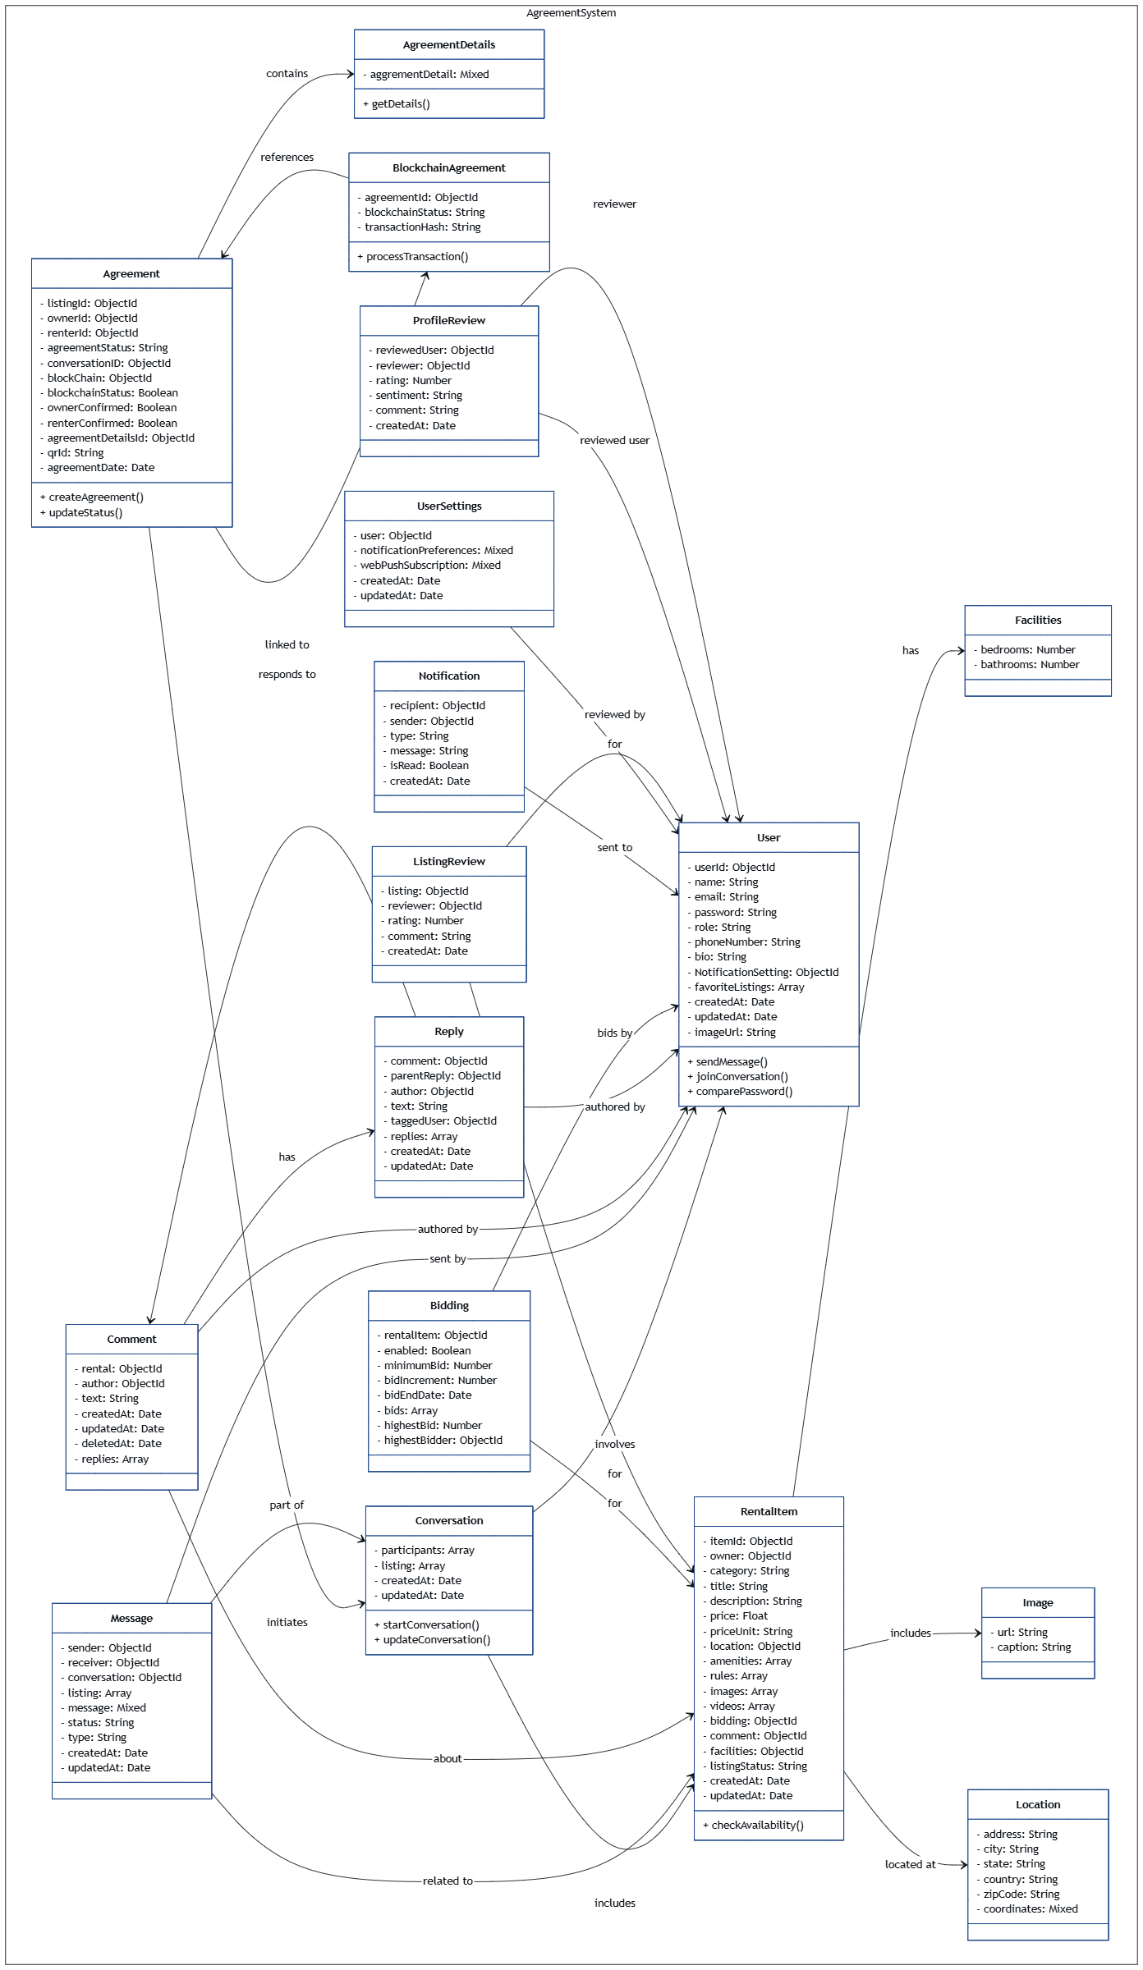 AgreementSystem
AgreementDetails
- aggrementDetail: Mixed
+ getDetails()
contains
references
BlockchainAgreement
- agreementId: ObjectId
- blockchainStatus: String
- transactionHash: String
+ processTransaction()
reviewer
Agreement
- listingId: ObjectId
- ownerId: ObjectId
- renterId: ObjectId
- agreementStatus: String
- conversationID: ObjectId
- blockChain: ObjectId
- blockchainStatus: Boolean
- ownerConfirmed: Boolean
- renterConfirmed: Boolean
- agreementDetailsId: ObjectId
- qrId: String
- agreementDate: Date
+ createAgreement()
+ updateStatus()
ProfileReview
- reviewedUser: ObjectId
- reviewer: ObjectId
- rating: Number
- sentiment: String
- comment: String
- createdAt: Date
reviewed user
UserSettings
- user: ObjectId
- notificationPreferences: Mixed
- webPushSubscription: Mixed
- createdAt: Date
- updatedAt: Date
linked to
responds to
Facilities
- bedrooms: Number
- bathrooms: Number
has
Notification
- recipient: ObjectId
- sender: ObjectId
- type: String
- message: String
- isRead: Boolean
- createdAt: Date
reviewed by
for
sent to
ListingReview
- listing: ObjectId
- reviewer: ObjectId
- rating: Number
- comment: String
- createdAt: Date
User
- userId: ObjectId
- name: String
- email: String
- password: String
- role: String
- phoneNumber: String
- bio: String
- NotificationSetting: ObjectId
- favoriteListings: Array
- createdAt: Date
- updatedAt: Date
- imageUrl: String
+ sendMessage()
+ joinConversation()
+ comparePassword()
bids by
authored by
Reply
- comment: ObjectId
- parentReply: ObjectId
- author: ObjectId
- text: String
- taggedUser: ObjectId
- replies: Array
- createdAt: Date
- updatedAt: Date
has
authored by
sent by
Bidding
- rentalItem: ObjectId
- enabled: Boolean
- minimumBid: Number
- bidIncrement: Number
- bidEndDate: Date
- bids: Array
- highestBid: Number
- highestBidder: ObjectId
Comment
- rental: ObjectId
- author: ObjectId
- text: String
- createdAt: Date
- updatedAt: Date
- deletedAt: Date
- replies: Array
involves
for
for
part of
Conversation
- participants: Array
- listing: Array
- createdAt: Date
- updatedAt: Date
+ startConversation()
+ updateConversation()
initiates
Message
- sender: ObjectId
- receiver: ObjectId
- conversation: ObjectId
- listing: Array
- message: Mixed
- status: String
- type: String
- createdAt: Date
- updatedAt: Date
RentalItem
- itemId: ObjectId
- owner: ObjectId
- category: String
- title: String
- description: String
- price: Float
- priceUnit: String
- location: ObjectId
- amenities: Array
- rules: Array
- images: Array
- videos: Array
- bidding: ObjectId
- comment: ObjectId
- facilities: ObjectId
- listingStatus: String
- createdAt: Date
- updatedAt: Date
+ checkAvailability()
includes
Image
- url: String
- caption: String
about
Location
- address: String
- city: String
- state: String
- country: String
- zipCode: String
- coordinates: Mixed
located at
related to
includes